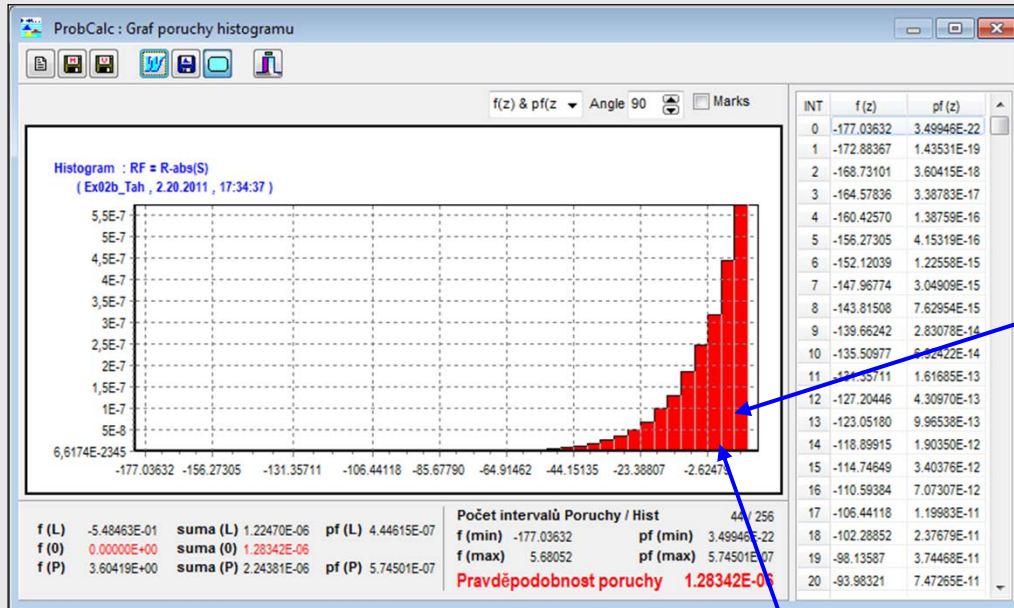 ProbCalc : Graf poruchy histogramu
f(z) & pf(z Angle 90 Marks
Histogram : RF = R-abs(S)
( Ex02b_Tah , 2.20.2011 , 17:34:37 )
5,5E-7
5E-7
4,5E-7
4E-7
3,5E-7
3E-7
2,5E-7
2E-7
1,5E-7
1E-7
5E-8
6,6174E-2345
-177.03632 -156.27305 -131.35711 -106.44118 -85.67790 -64.91462 -44.15135 -23.38807 -2.62479
f (L) -5.48463E-01 suma (L) 1.22470E-06 pf (L) 4.44615E-07
f (0) 0.00000E+00 suma (0) 1.28342E-06
f (P) 3.60419E+00 suma (P) 2.24381E-06 pf (P) 5.74501E-07
Počet intervalů Poruchy / Hist 44 / 256
f (min) -177.03632 pf (min) 3.49946E-22
f (max) 5.68052 pf (max) 5.74501E-07
Pravděpodobnost poruchy 1.28342E-06
INT f (z) pf (z)
0 -177.03632 3.49946E-22
1 -172.88367 1.43531E-19
2 -168.73101 3.60415E-18
3 -164.57836 3.38783E-17
4 -160.42570 1.38759E-16
5 -156.27305 4.15319E-16
6 -152.12039 1.22558E-15
7 -147.96774 3.04909E-15
8 -143.81508 7.62954E-15
9 -139.66242 2.83078E-14
10 -135.50977
11 -131.35711 1.61685E-13
12 -127.20446 4.30970E-13
13 -123.05180 9.96538E-13
14 -118.89915 1.90350E-12
15 -114.74649 3.40376E-12
16 -110.59384 7.07307E-12
17 -106.44118 1.19983E-11
18 -102.28852 2.37679E-11
19 -98.13587 3.74468E-11
20 -93.98321 7.47265E-11